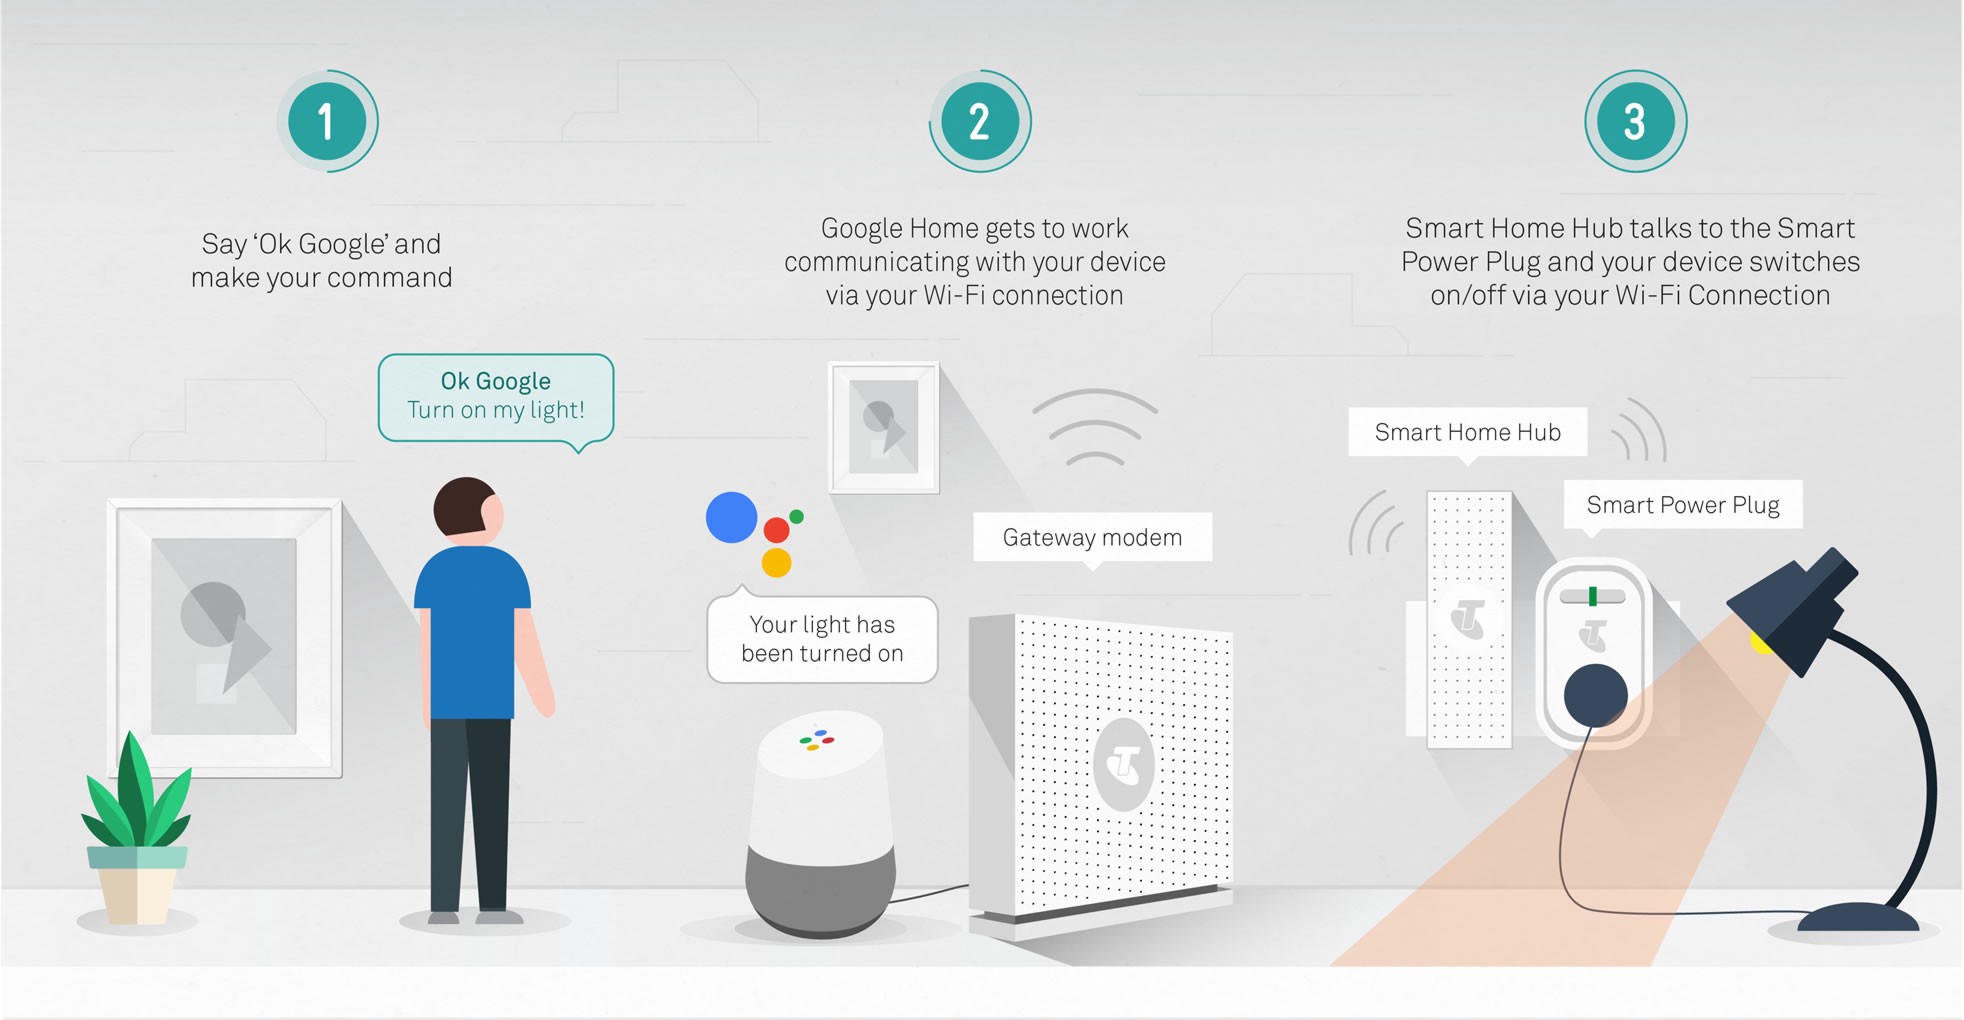 1
Say ‘Ok Google’ and
make your command
Ok Google
Turn on my light!
2
Google Home gets to work
communicating with your device
via your Wi-Fi connection
Your light has
been turned on
Gateway modem
T
3
Smart Home Hub talks to the Smart
Power Plug and your device switches
on/off via your Wi-Fi Connection
Smart Home Hub
T
Smart Power Plug
T